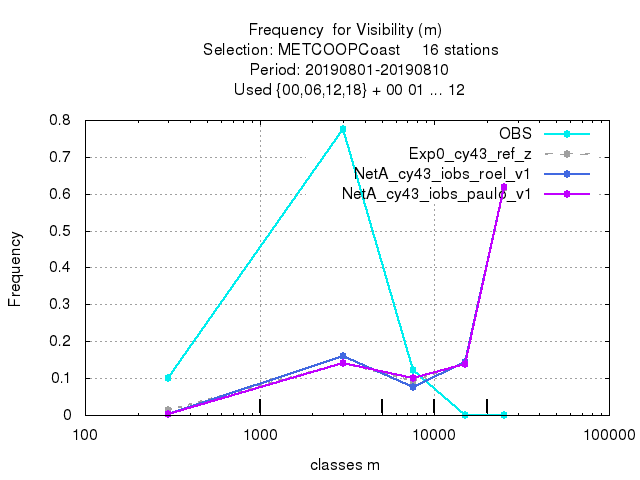 Frequency  for Visibility (m)
Selection: METCOOPCoast     16 stations
Period: 20190801-20190810
Used {00,06,12,18} + 00 01 ... 12
0.8
0.7
0.6
0.5
0.4
0.3
0.2
0.1
0
Frequency
OBS
Exp0_cy43_ref_z
NetA_cy43_iobs_roel_v1
NetA_cy43_iobs_paulo_v1
100
1000
10000
100000
classes m